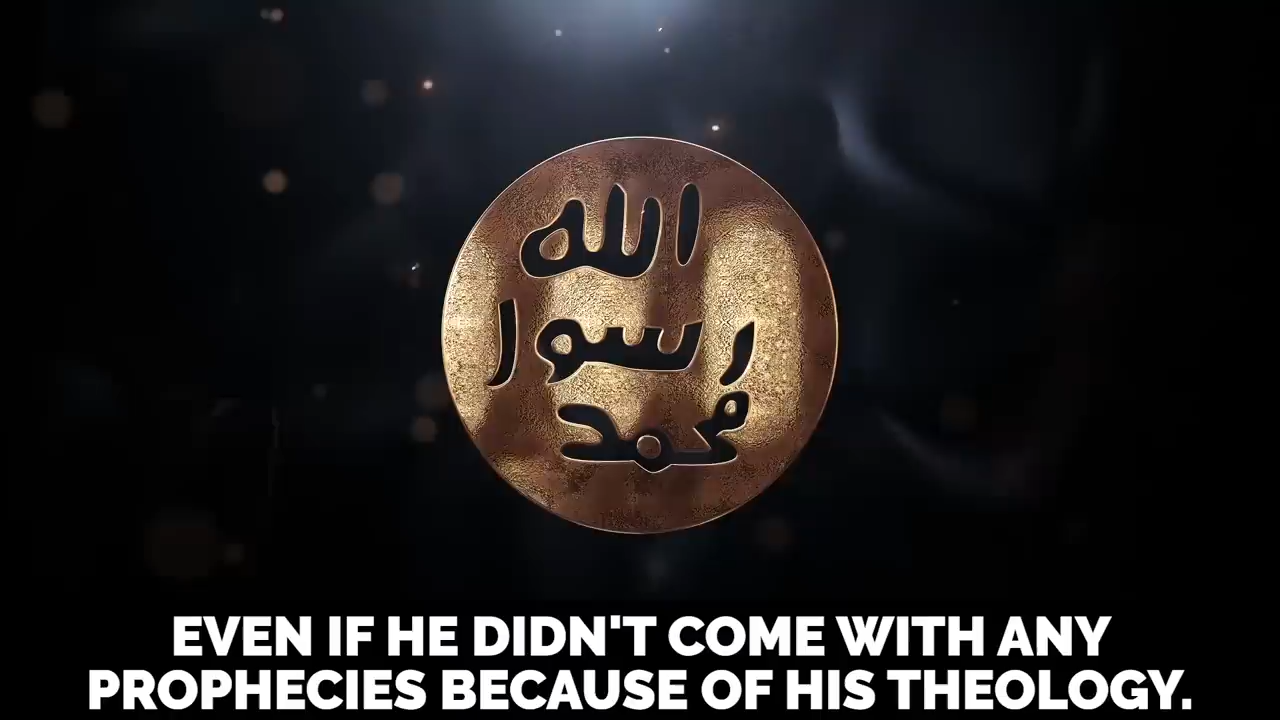 الله
رسول
محمد
EVEN IF HE DIDN'T COME WITH ANY
PROPHECIES BECAUSE OF HIS THEOLOGY.